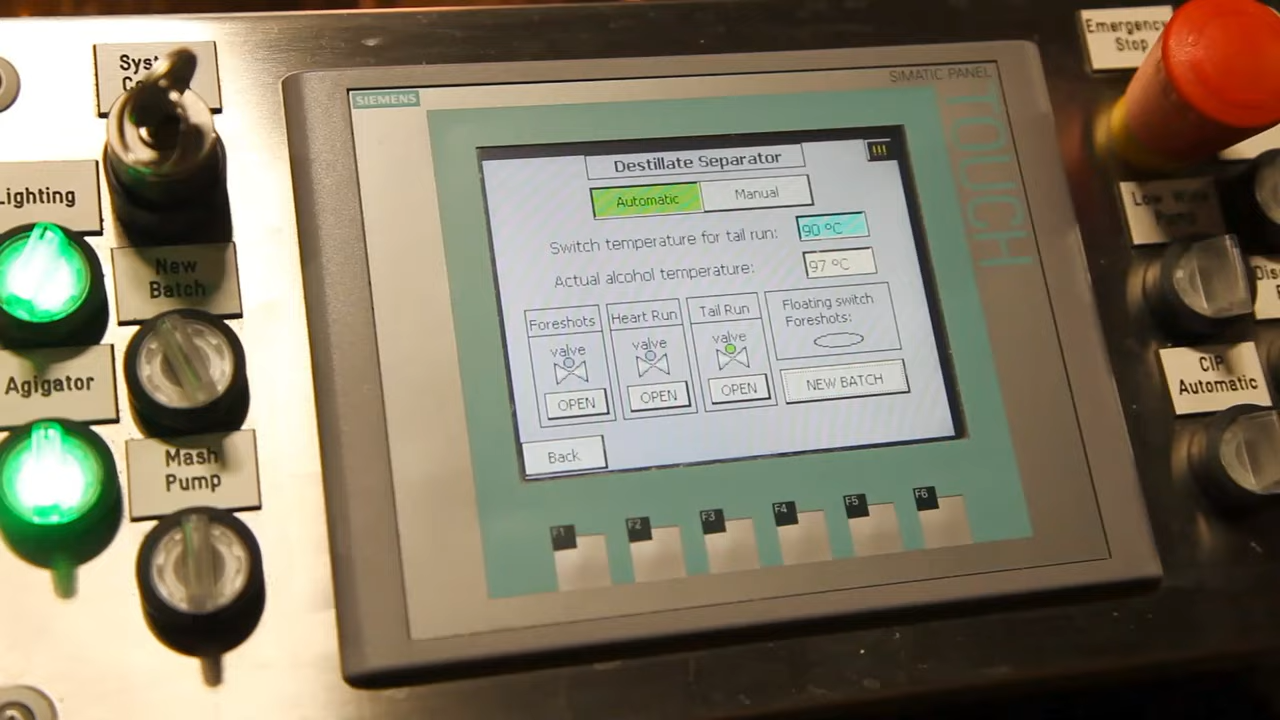 Lighting
New
Batch
Agigator
Mash
Pump
SIEMENS
SIMATIC PANEL
TOUCH
Destillate Separator
Automatic
Manual
Switch temperature for tail run:
90 °C
Actual alcohol temperature:
97 °C
Foreshots
valve
OPEN
Heart Run
valve
OPEN
Tail Run
valve
OPEN
Floating switch
Foreshots:
NEW BATCH
Back
F1
F2
F3
F4
F5
F6
Emergency
Stop
Low
Pump
CIP
Automatic